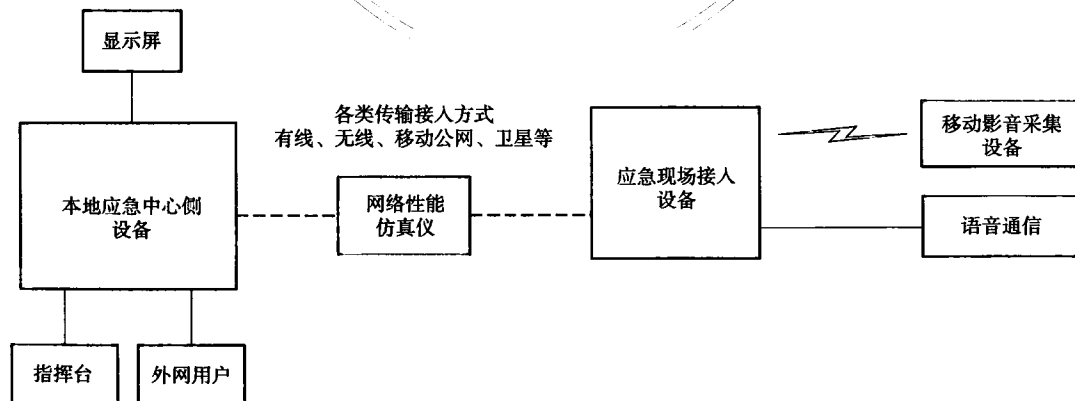 显示屏
各类传输接入方式
有线、无线、移动公网、卫星等
本地应急中心侧
设备
网络性能
仿真仪
应急现场接入
设备
移动影音采集
设备
语音通信
指挥台
外网用户